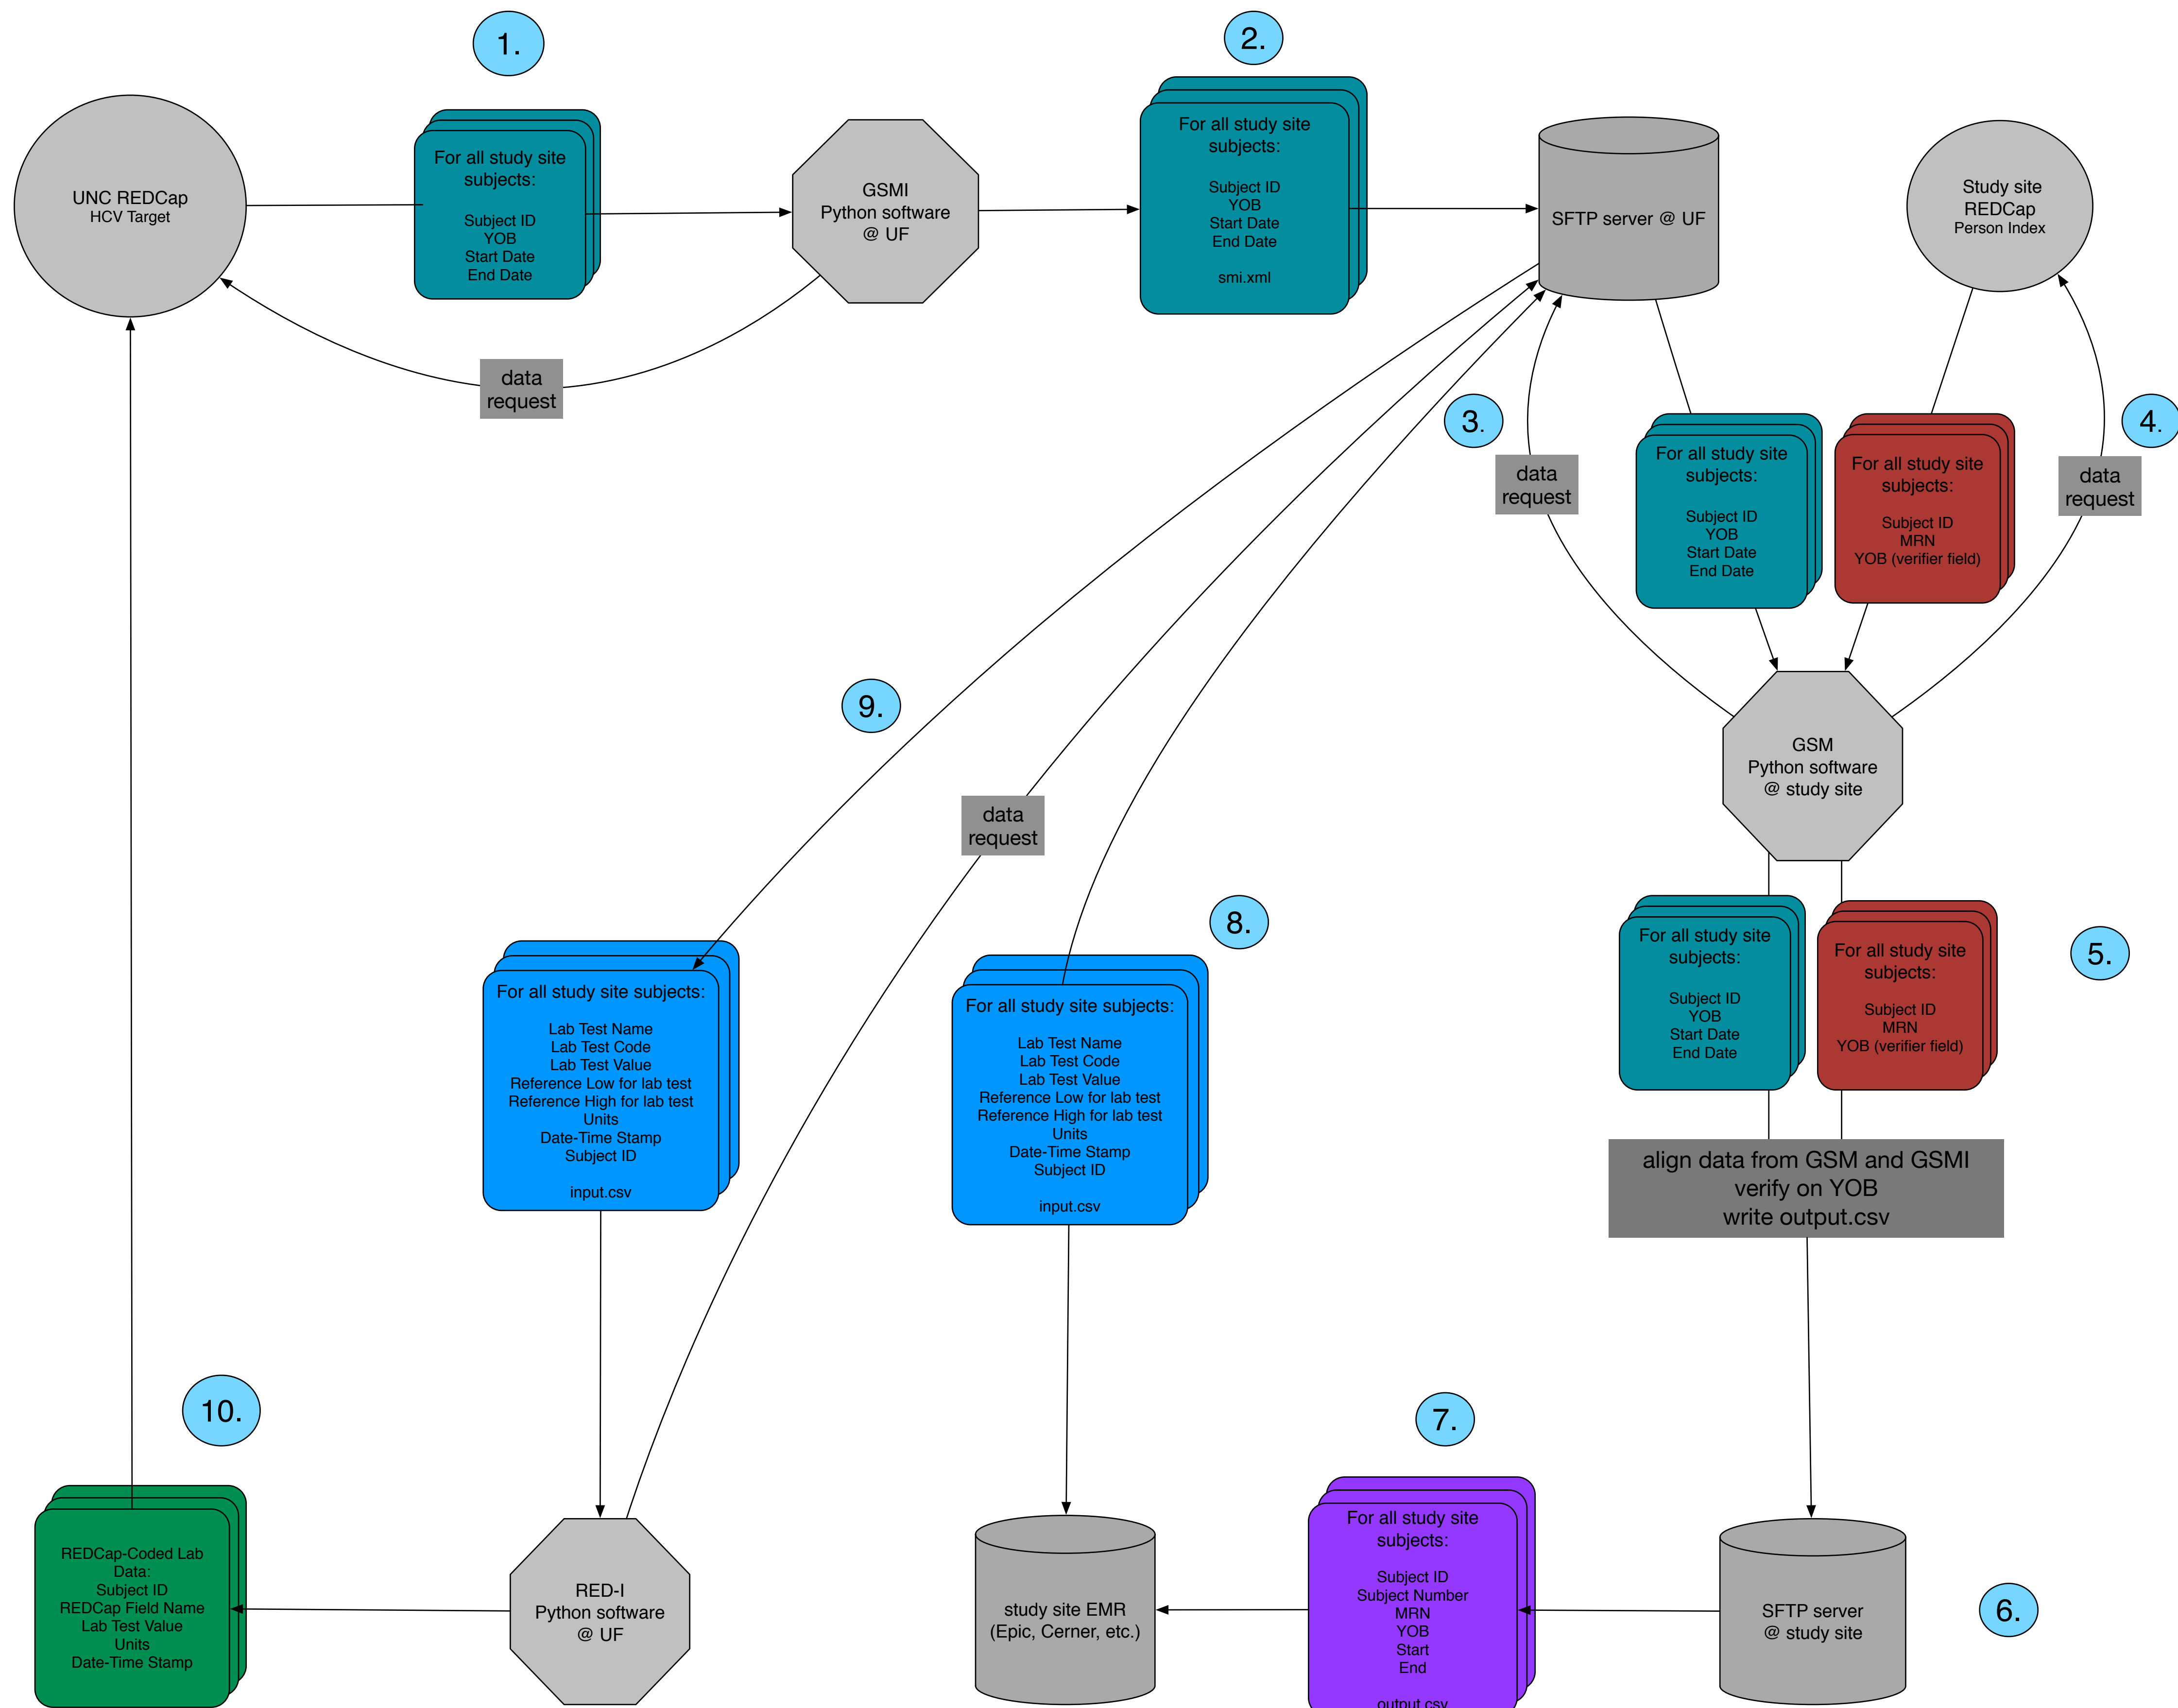 1.
2.
UNC REDCap
HCV Target
For all study site
subjects:
Subject ID
YOB
Start Date
End Date
GSMI
Python software
@ UF
For all study site
subjects:
Subject ID
YOB
Start Date
End Date
smi.xml
SFTP server @ UF
Study site
REDCap
Person Index
data
request
3.
4.
data
request
For all study site
subjects:
Subject ID
YOB
Start Date
End Date
For all study site
subjects:
Subject ID
MRN
YOB (verifier field)
data
request
9.
GSM
Python software
@ study site
data
request
8.
5.
For all study site
subjects:
Subject ID
YOB
Start Date
End Date
For all study site
subjects:
Subject ID
MRN
YOB (verifier field)
For all study site subjects:
Lab Test Name
Lab Test Code
Lab Test Value
Reference Low for lab test
Reference High for lab test
Units
Date-Time Stamp
Subject ID
input.csv
For all study site subjects:
Lab Test Name
Lab Test Code
Lab Test Value
Reference Low for lab test
Reference High for lab test
Units
Date-Time Stamp
Subject ID
input.csv
align data from GSM and GSMI
verify on YOB
write output.csv
10.
7.
6.
REDCap-Coded Lab
Data:
Subject ID
REDCap Field Name
Lab Test Value
Units
Date-Time Stamp
RED-I
Python software
@ UF
study site EMR
(Epic, Cerner, etc.)
For all study site
subjects:
Subject ID
Subject Number
MRN
YOB
Start
End
output.csv
SFTP server
@ study site